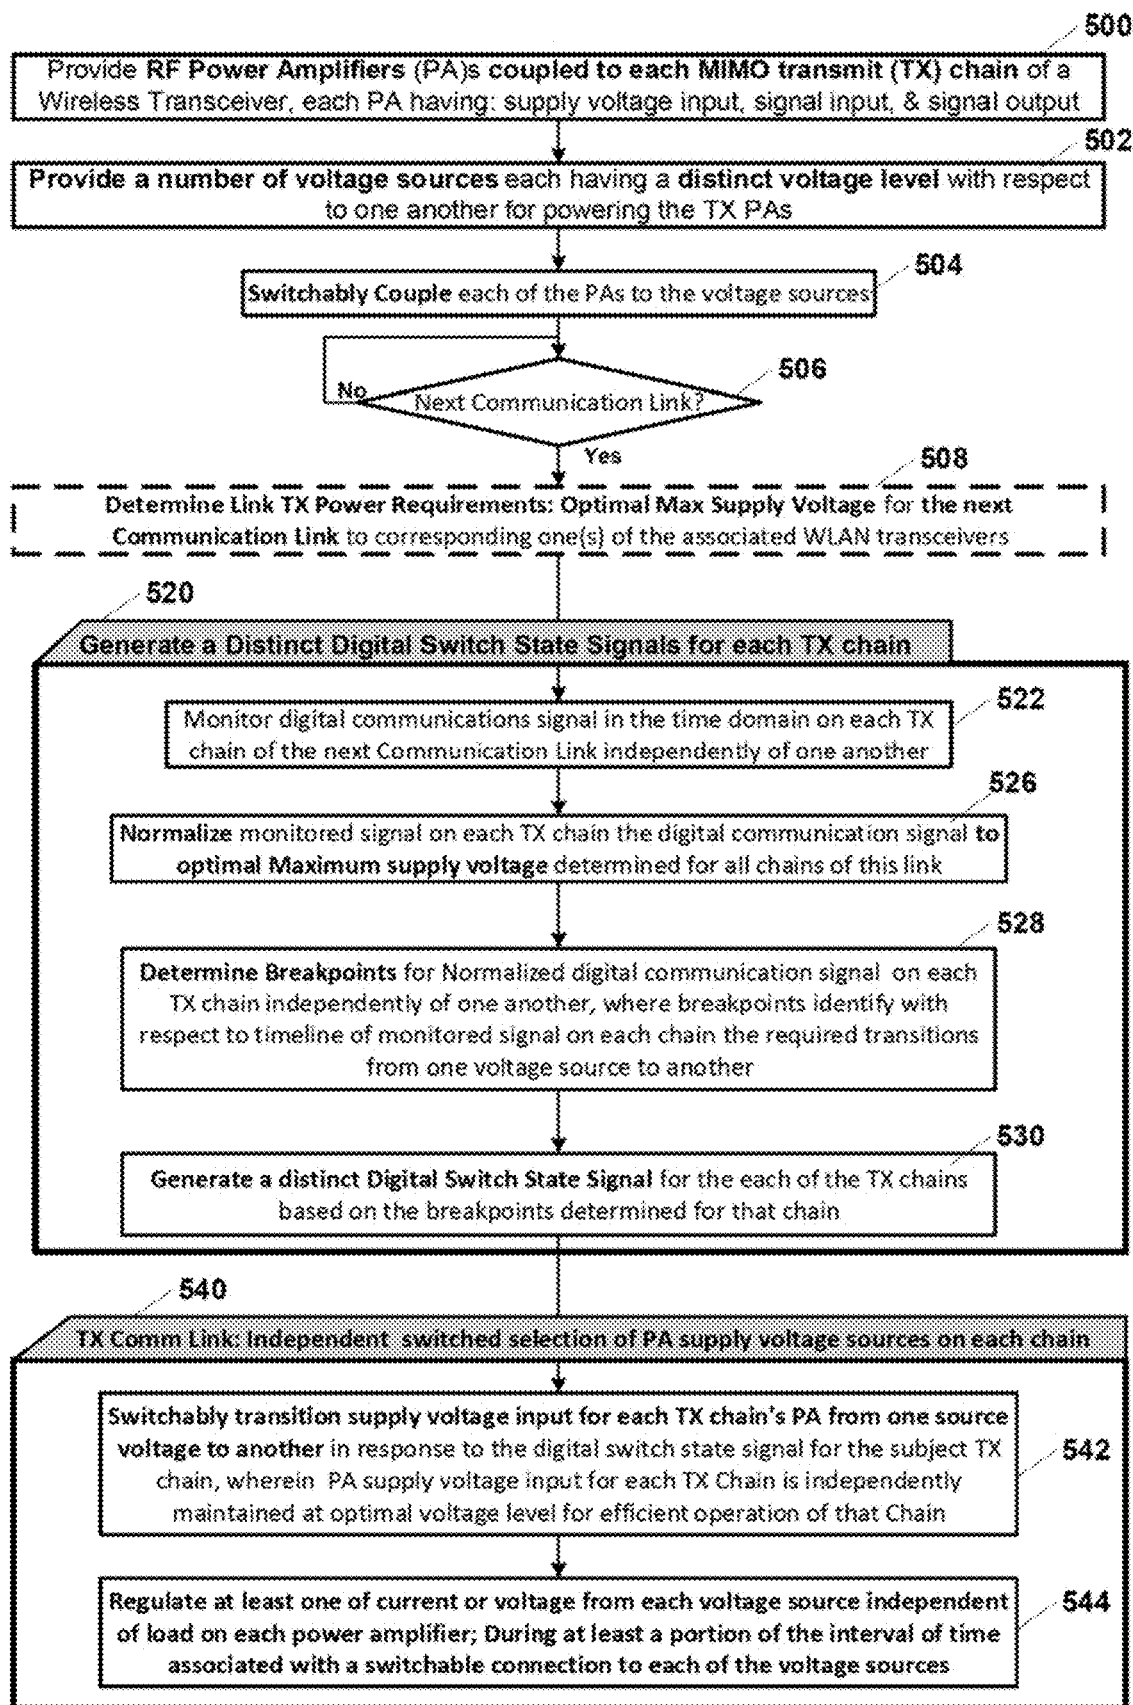 500
Provide RF Power Amplifiers (PA)s coupled to each MIMO transmit (TX) chain of a
Wireless Transceiver, each PA having: supply voltage input, signal input, & signal output
502
Provide a number of voltage sources each having a distinct voltage level with respect
to one another for powering the TX PAs
504
Switchably Couple each of the PAs to the voltage sources
506
No
Next Communication Link?
Yes
508
Determine Link TX Power Requirements: Optimal Max Supply Voltage for the next
Communication Link to corresponding one(s) of the associated WLAN transceivers
520
Generate a Distinct Digital Switch State Signals for each TX chain
522
Monitor digital communications signal in the time domain on each TX
chain of the next Communication Link independently of one another
526
Normalize monitored signal on each TX chain the digital communication signal to
optimal Maximum supply voltage determined for all chains of this link
528
Determine Breakpoints for Normalized digital communication signal on each
TX chain independently of one another, where breakpoints identify with
respect to timeline of monitored signal on each chain the required transitions
from one voltage source to another
530
Generate a distinct Digital Switch State Signal for the each of the TX chains
based on the breakpoints determined for that chain
540
TX Comm Link: Independent switched selection of PA supply voltage sources on each chain
Switchably transition supply voltage input for each TX chain's PA from one source
voltage to another in response to the digital switch state signal for the subject TX
chain, wherein PA supply voltage input for each TX Chain is independently
maintained at optimal voltage level for efficient operation of that Chain
542
Regulate at least one of current or voltage from each voltage source independent
of load on each power amplifier; During at least a portion of the interval of time
associated with a switchable connection to each of the voltage sources
544